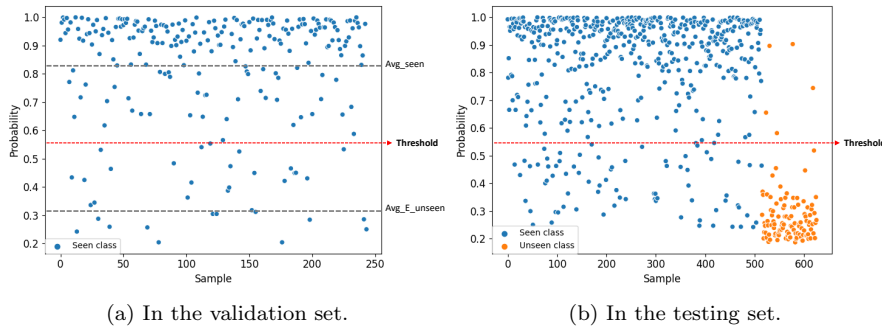 1.0
0.9
0.8
0.7
0.6
0.5
0.4
0.3
0.2
Probability
0
50
100
150
200
250
Sample
Avg_seen
Threshold
Avg_E_unseen
Seen class
(a) In the validation set.
1.0
0.9
0.8
0.7
0.6
0.5
0.4
0.3
0.2
Probability
0
100
200
300
400
500
600
Sample
Threshold
Seen class
Unseen class
(b) In the testing set.